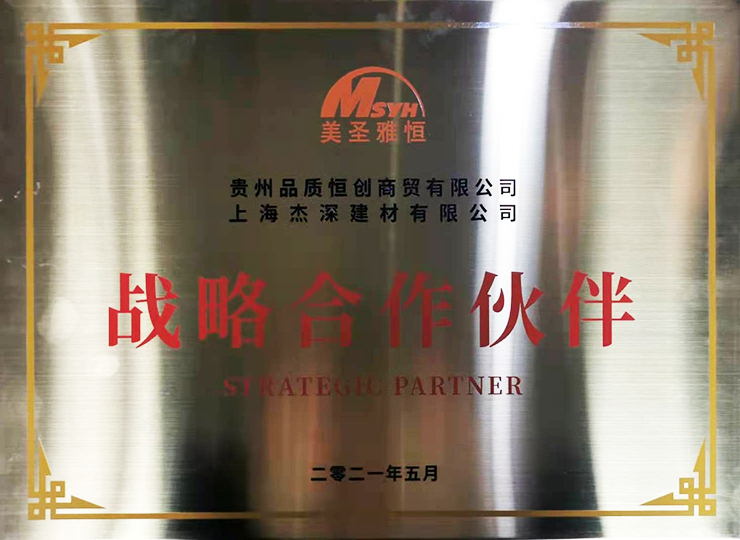 MSYH
美圣雅恒
贵州品质恒创商贸有限公司
上海杰深建材有限公司
战略合作伙伴
STRATEGIC PARTNER
二零二一年五月